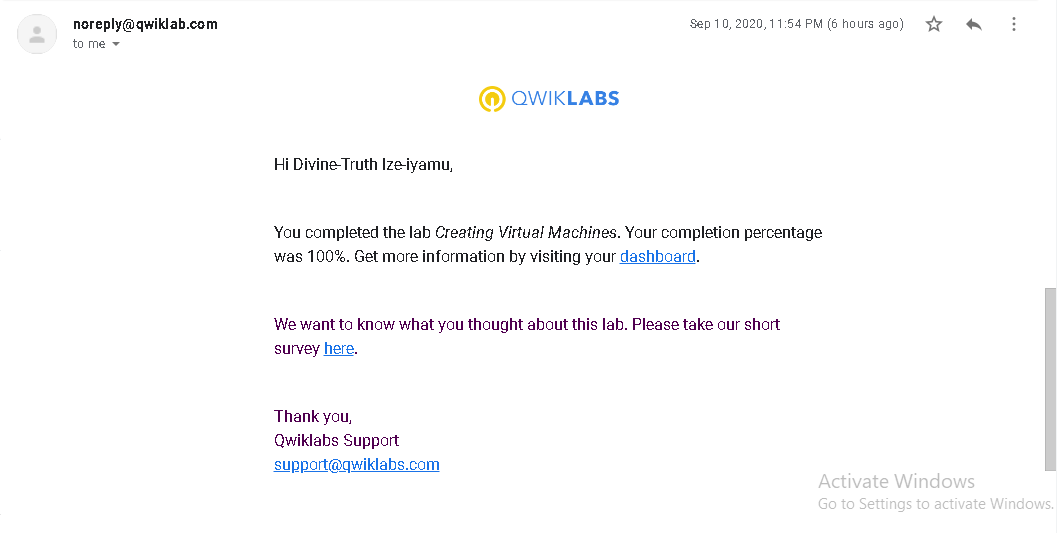 noreply@qwiklab.com
Sep 10, 2020, 11:54 PM (6 hours ago)
to me
QWIKLABS
Hi Divine-Truth Ize-iyamu,
You completed the lab Creating Virtual Machines. Your completion percentage
was 100%. Get more information by visiting your dashboard.
We want to know what you thought about this lab. Please take our short
survey here.
Thank you,
Qwiklabs Support
support@qwiklabs.com
Activate Windows
Go to Settings to activate Windows.